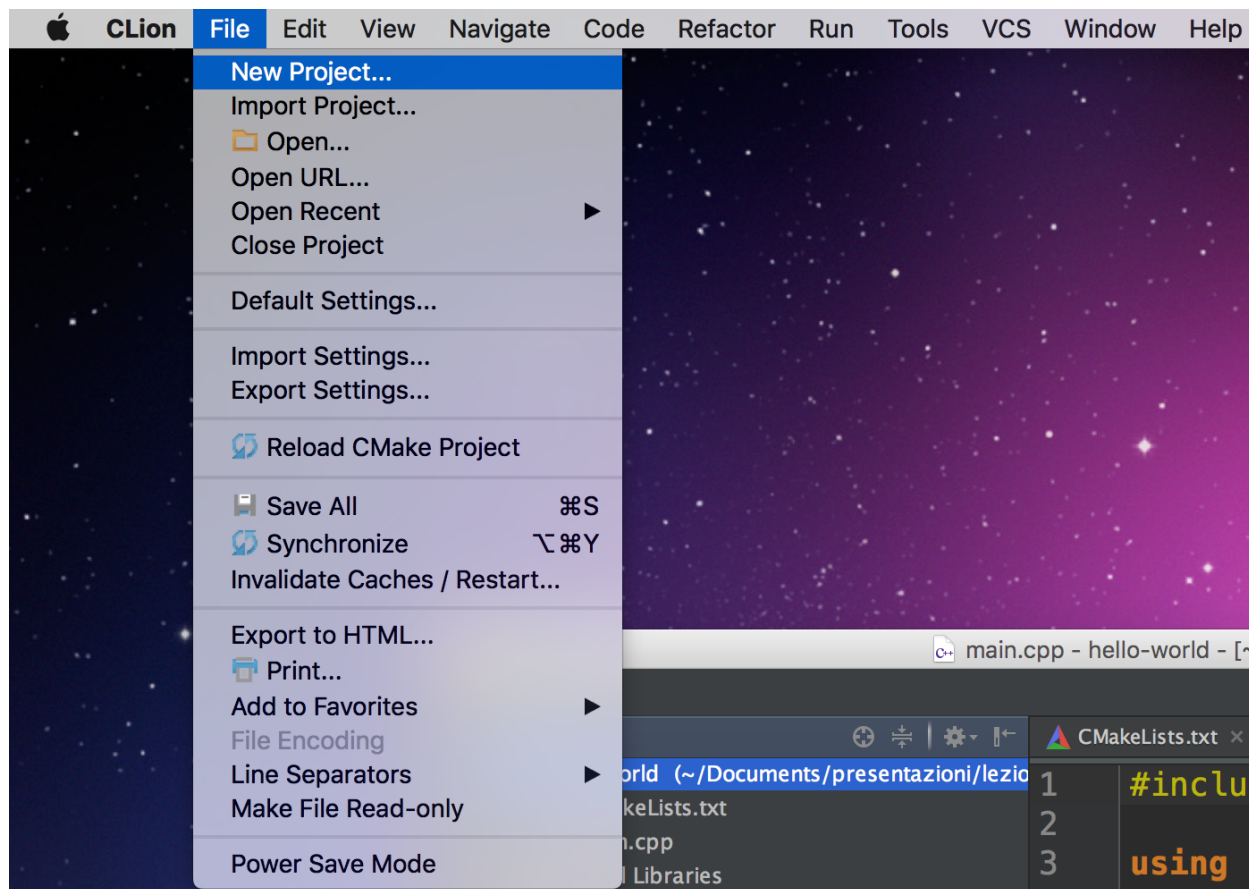 CLion File Edit View Navigate Code Refactor Run Tools VCS Window Help
New Project...
Import Project...
Open...
Open URL...
Open Recent
Close Project
Default Settings...
Import Settings...
Export Settings...
Reload CMake Project
Save All ⌘S
Synchronize ⌥⌘Y
Invalidate Caches / Restart...
Export to HTML...
Print...
Add to Favorites
File Encoding
Line Separators
Make File Read-only
Power Save Mode
C++ main.cpp - hello-world - [~
CMakeLists.txt
orld (~/Documents/presentazioni/lezio
keLists.txt
.cpp
Libraries
1 #inclu
2
3 using